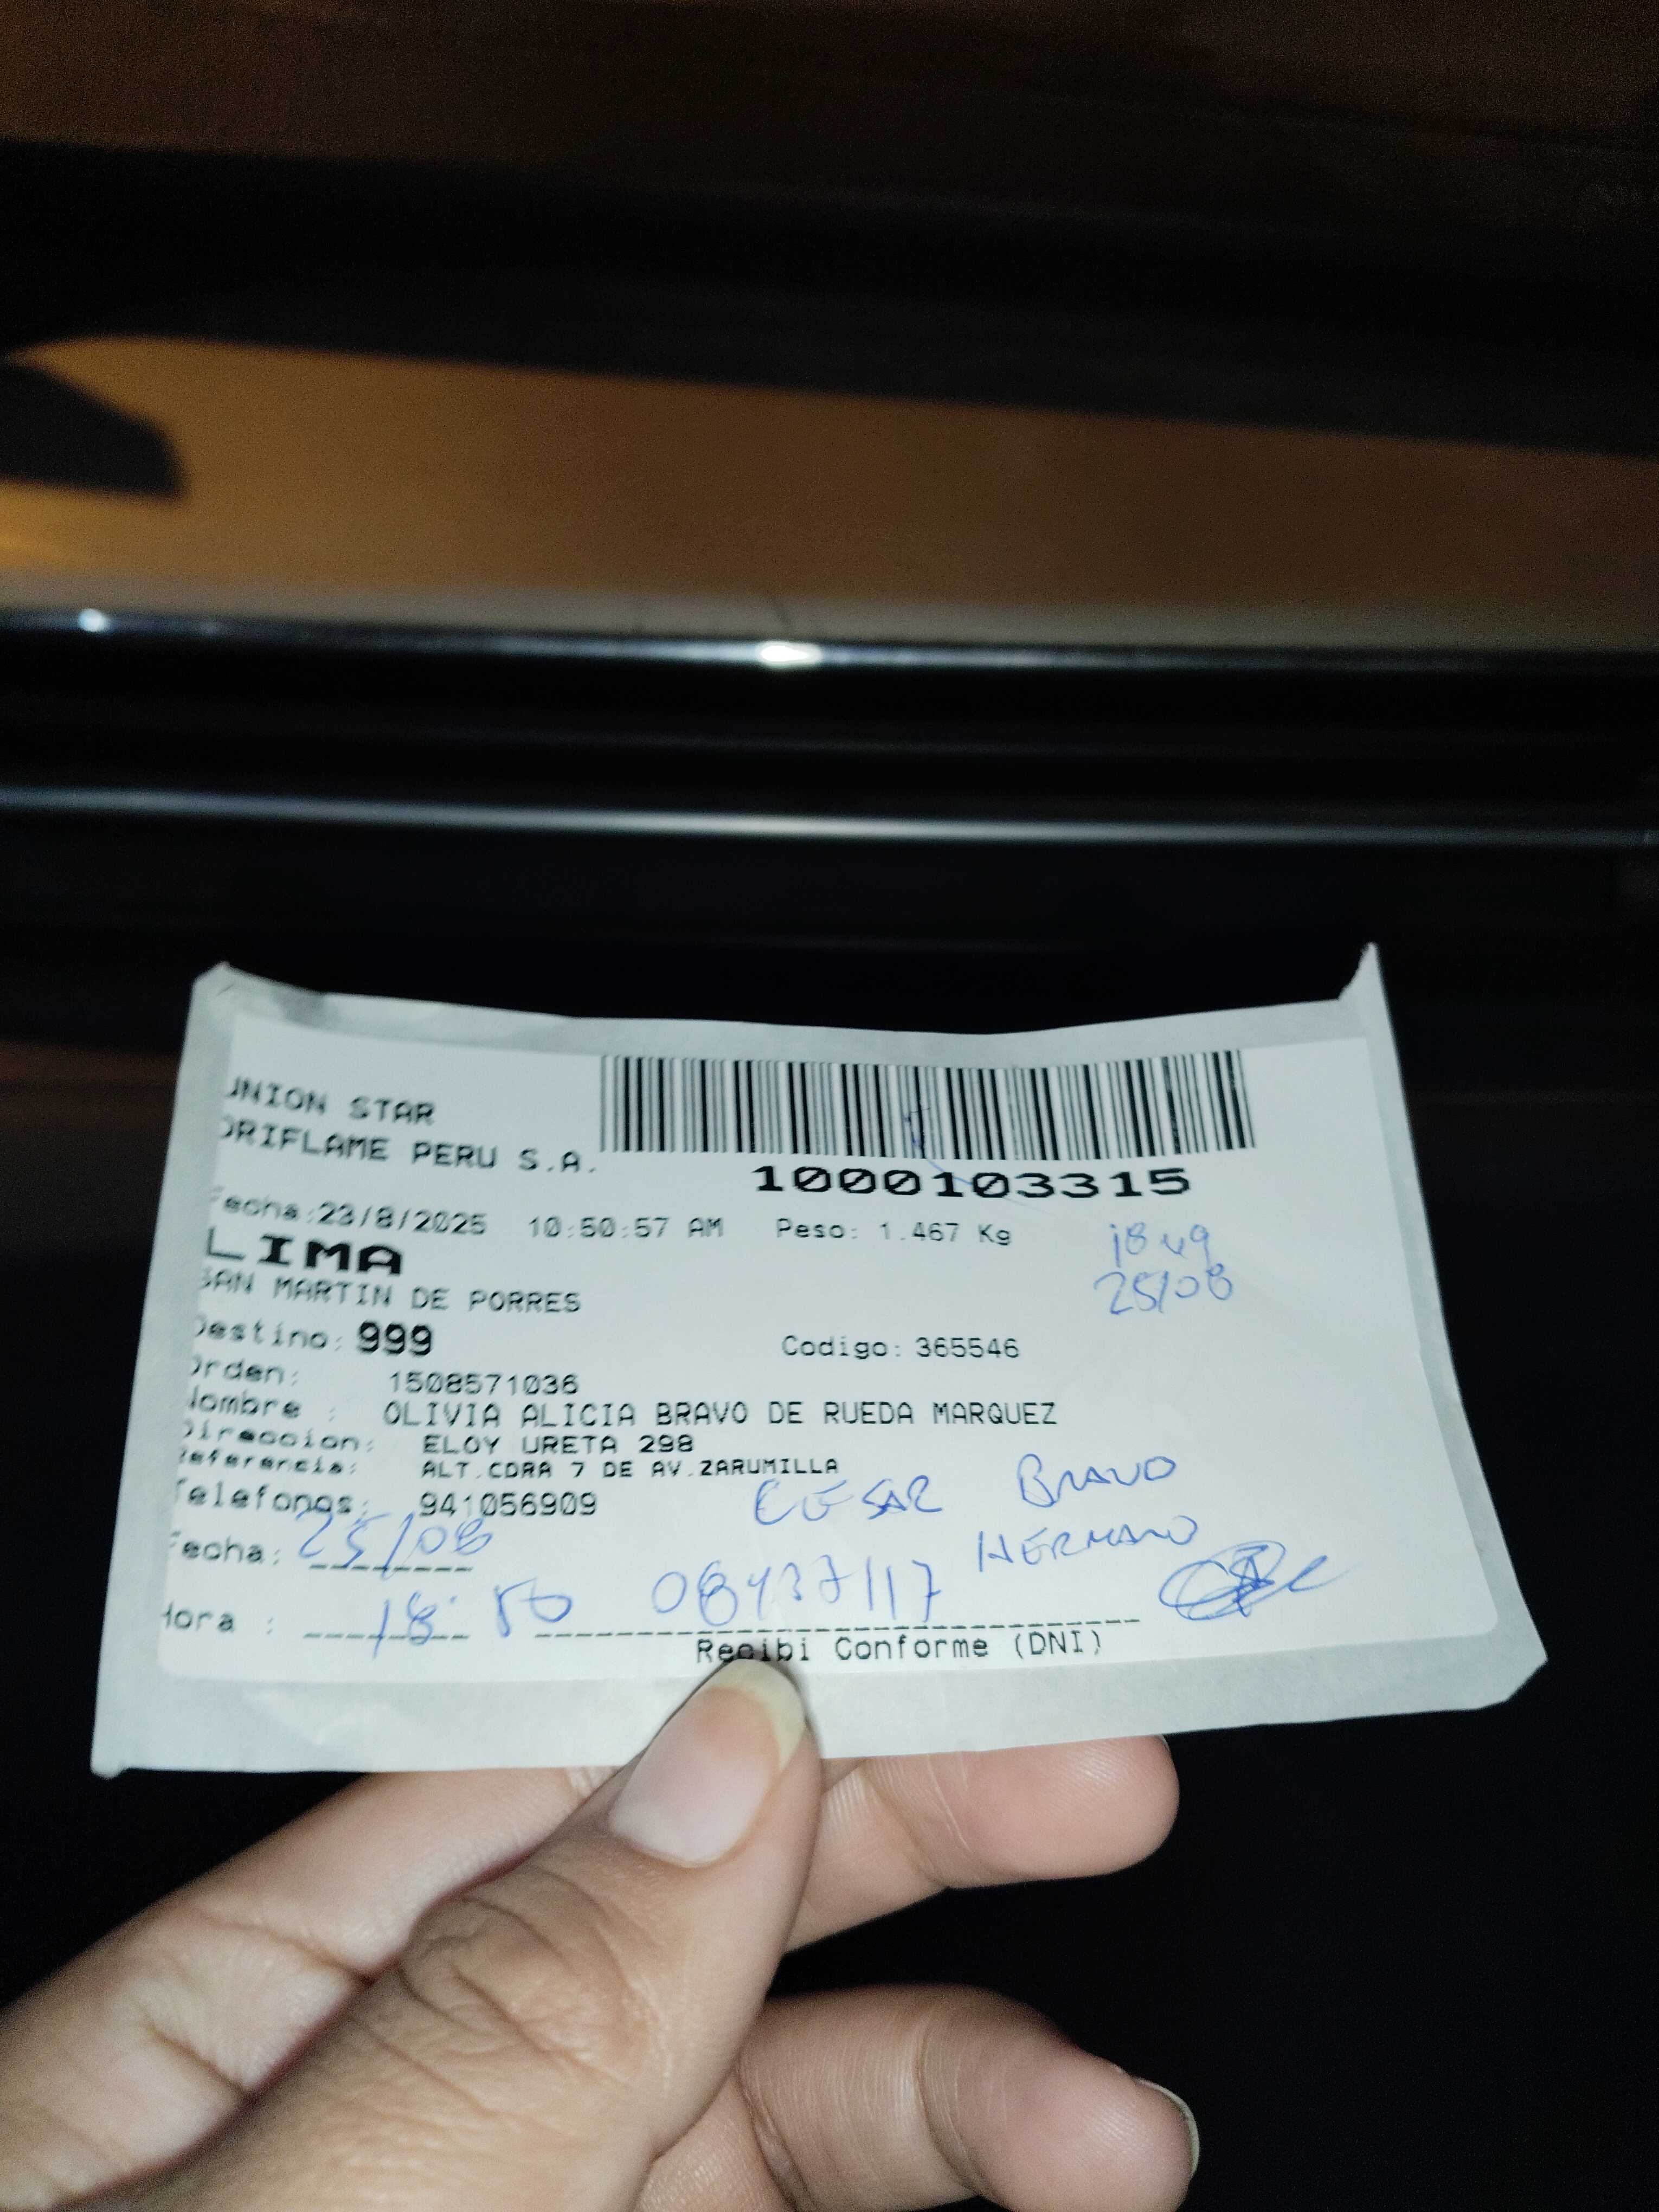 UNION STAR
ORIFLAME PERU S.A.
1000103315
Fecha:23/8/2025 10:50:57 AM Peso: 1.467 Kg
18 49
LIMA
25/08
SAN MARTIN DE PORRES
Destino: 999 Codigo: 365546
Orden: 1508571036
Nombre : OLIVIA ALICIA BRAVO DE RUEDA MARQUEZ
Direccion: ELOY URETA 298
Referencia: ALT.CDRA 7 DE AV.ZARUMILLA
Telefonos: 941056909
CESAR BRAVO
Fecha: 25/08
HERMANO
Hora : 18:50 08437117
Recibi Conforme (DNI)